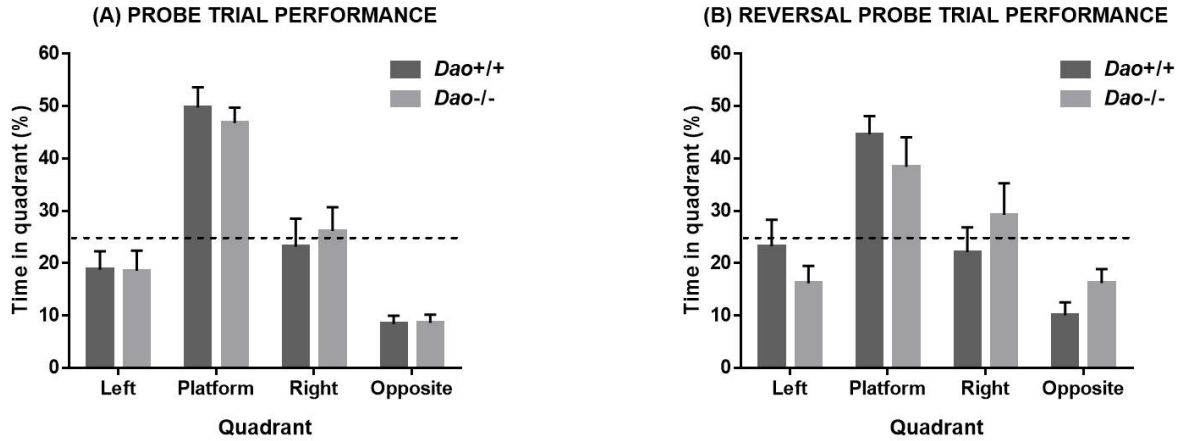 (A) PROBE TRIAL PERFORMANCE
Time in quadrant (%)
60
50
40
30
20
10
0
Dao+/+
Dao-/-
Left Platform Right Opposite
Quadrant
(B) REVERSAL PROBE TRIAL PERFORMANCE
Time in quadrant (%)
60
50
40
30
20
10
0
Dao+/+
Dao-/-
Left Platform Right Opposite
Quadrant